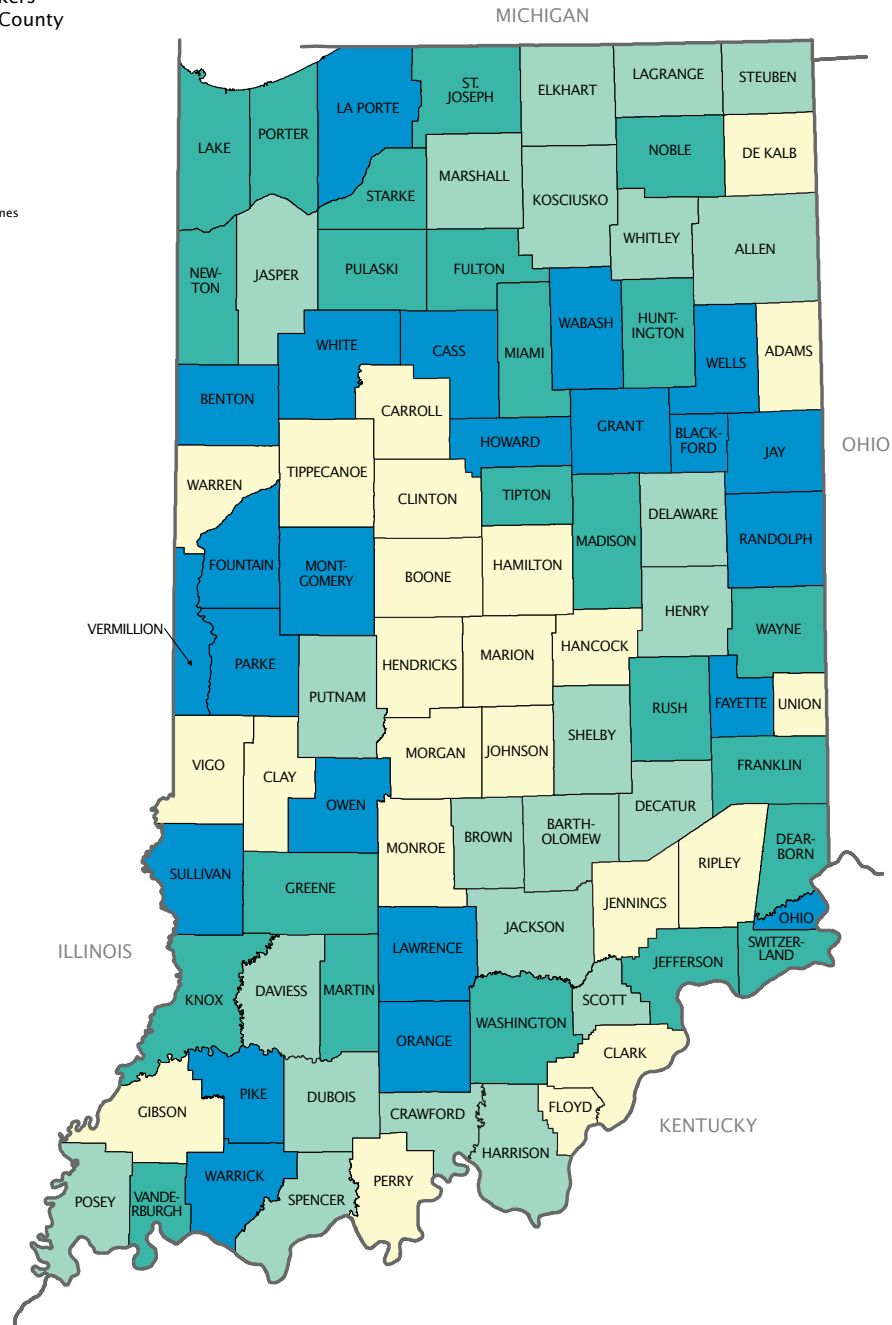 County
MICHIGAN
LA PORTE
ST.
JOSEPH
ELKHART
LAGRANGE
STEUBEN
LAKE
PORTER
NOBLE
DE KALB
MARSHALL
STARKE
KOSCIUSKO
WHITLEY
ALLEN
NEW-
TON
JASPER
PULASKI
FULTON
WHITE
CASS
MIAMI
WABASH
HUNT-
INGTON
WELLS
ADAMS
BENTON
CARROLL
HOWARD
GRANT
BLACK-
FORD
JAY
OHIO
WARREN
TIPPECANOE
CLINTON
TIPTON
MADISON
DELAWARE
RANDOLPH
FOUNTAIN
MONT-
GOMERY
BOONE
HAMILTON
HENRY
WAYNE
VERMILLION
PARKE
PUTNAM
HENDRICKS
MARION
HANCOCK
RUSH
FAYETTE
UNION
VIGO
CLAY
MORGAN
JOHNSON
SHELBY
FRANKLIN
OWEN
DECATUR
SULLIVAN
GREENE
MONROE
BROWN
BARTH-
OLOMEW
RIPLEY
DEAR-
BORN
JENNINGS
OHIO
ILLINOIS
LAWRENCE
JACKSON
JEFFERSON
SWITZER-
LAND
KNOX
DAVIESS
MARTIN
WASHINGTON
SCOTT
ORANGE
CLARK
GIBSON
PIKE
DUBOIS
CRAWFORD
FLOYD
KENTUCKY
HARRISON
POSEY
VANDE-
RBURGH
WARRICK
SPENCER
PERRY